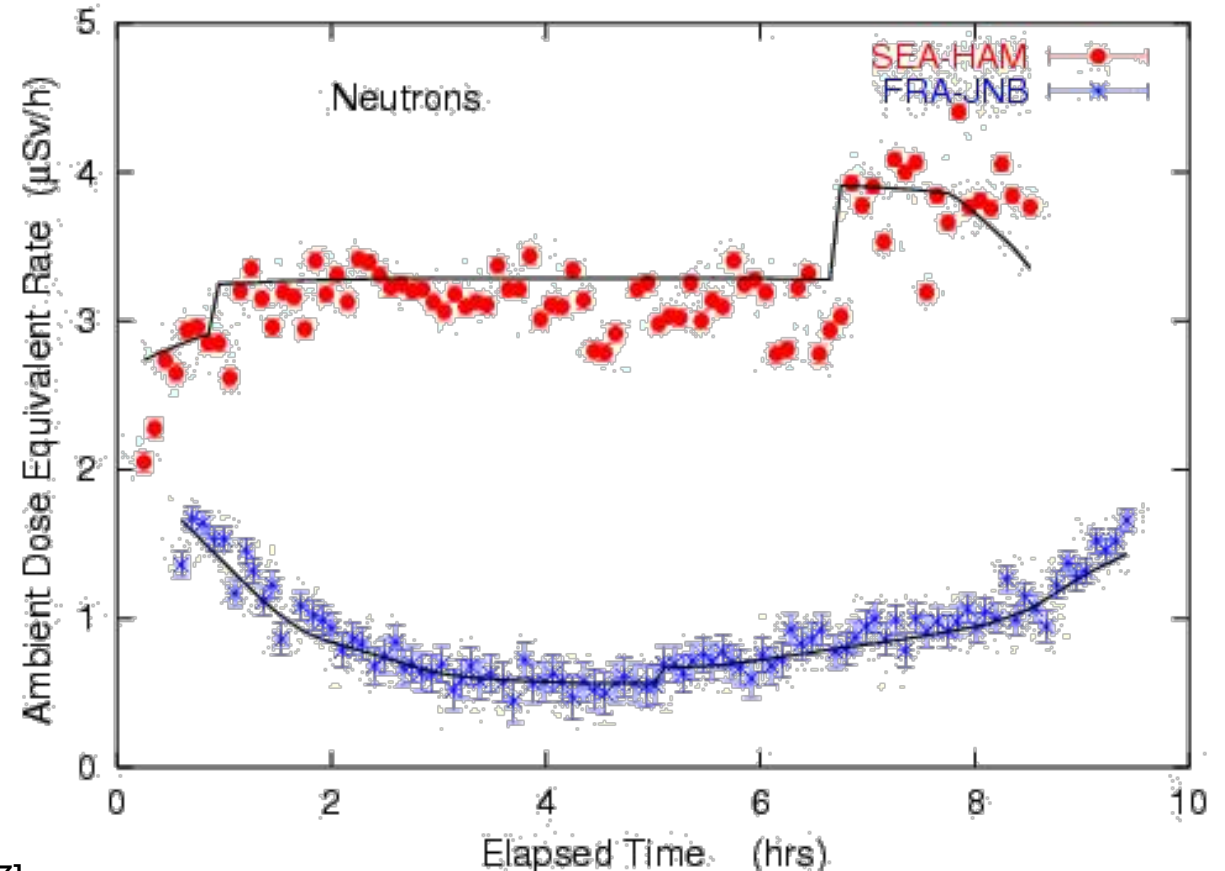 5
SEA-HAM
FRA-JNB
Neutrons
4
3
2
1
0
Ambient Dose Equivalent Rate (μSv/h)
0 2 4 6 8 10
Elapsed Time (hrs)